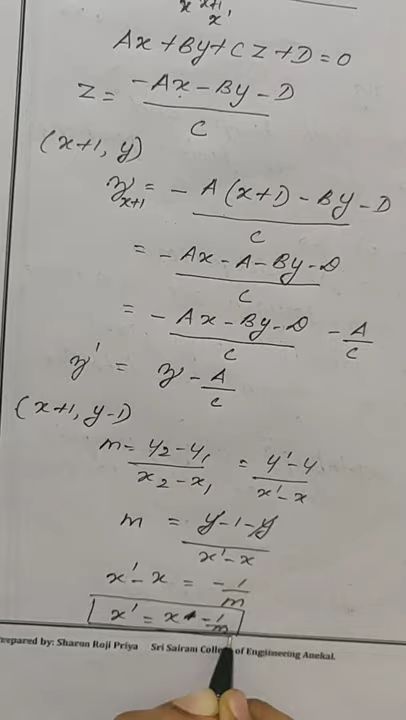 x x+1,
x
Ax + By + Cz + D = 0
z = -Ax - By - D / C
(x+1, y)
z'x+1 = - A(x+1) - By - D / C
= - Ax - A - By - D / C
= - Ax - By - D / C - A / C
z' = z - A / C
(x+1, y-1)
m = y2 - y1 / x2 - x1 = y' - y / x' - x
m = y - 1 - y / x' - x
x' - x = - 1 / m
x' = x - 1 / m
repared by: Sharon Roji Priya Sri Sairam College of Engineering Anekal.